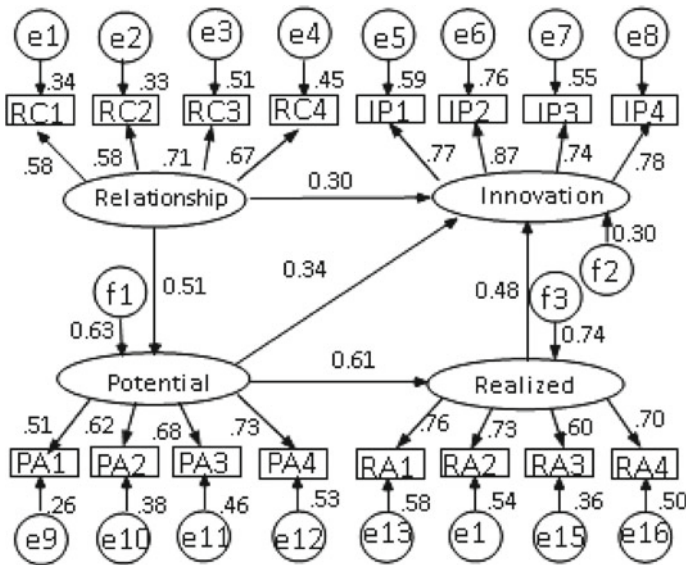 e1 e2 e3 e4 e5 e6 e7 e8
.34 .33 .51 .45 .59 .76 .55
RC1 RC2 RC3 RC4 IP1 IP2 IP3 IP4
.58 .58 .71 .67 .77 .87 .74 .78
Relationship 0.30 Innovation
0.30
f2
0.51 0.34 0.48
f1 f3
0.63 0.74
Potential 0.61 Realized
.51 .62 .68 .73 .76 .73 .60 .70
PA1 PA2 PA3 PA4 RA1 RA2 RA3 RA4
.26 .38 .46 .53 .58 .54 .36 .50
e9 e10 e11 e12 e13 e1 e15 e16